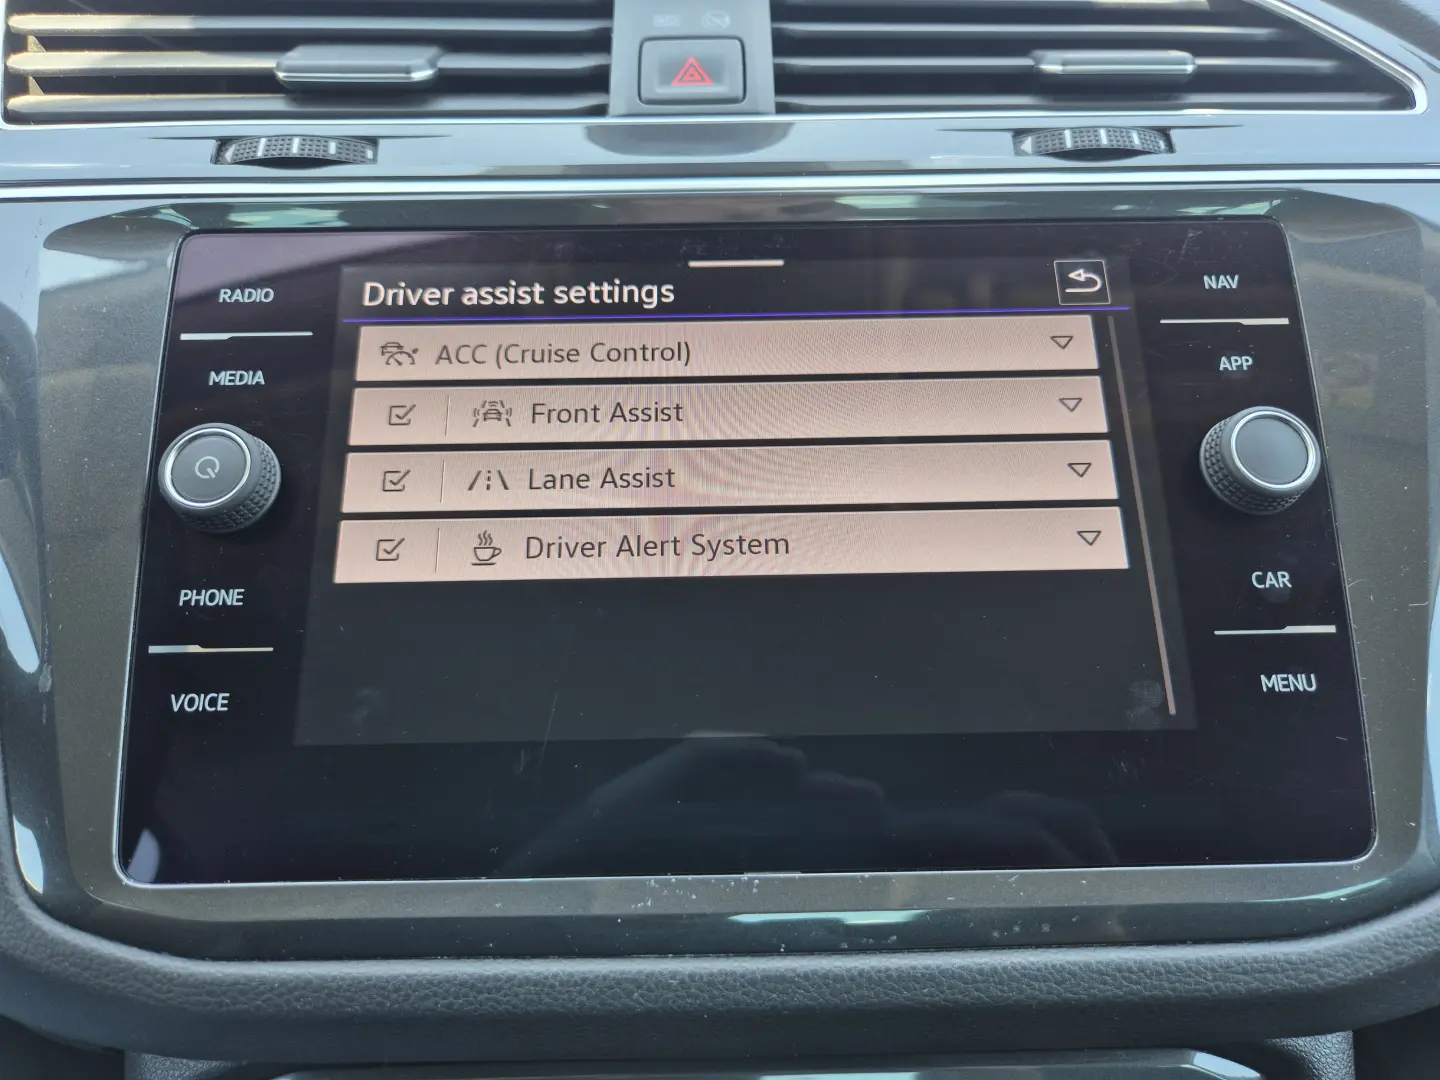 Driver assist settings
ACC (Cruise Control)
Front Assist
Lane Assist
Driver Alert System
RADIO
MEDIA
PHONE
VOICE
NAV
APP
CAR
MENU